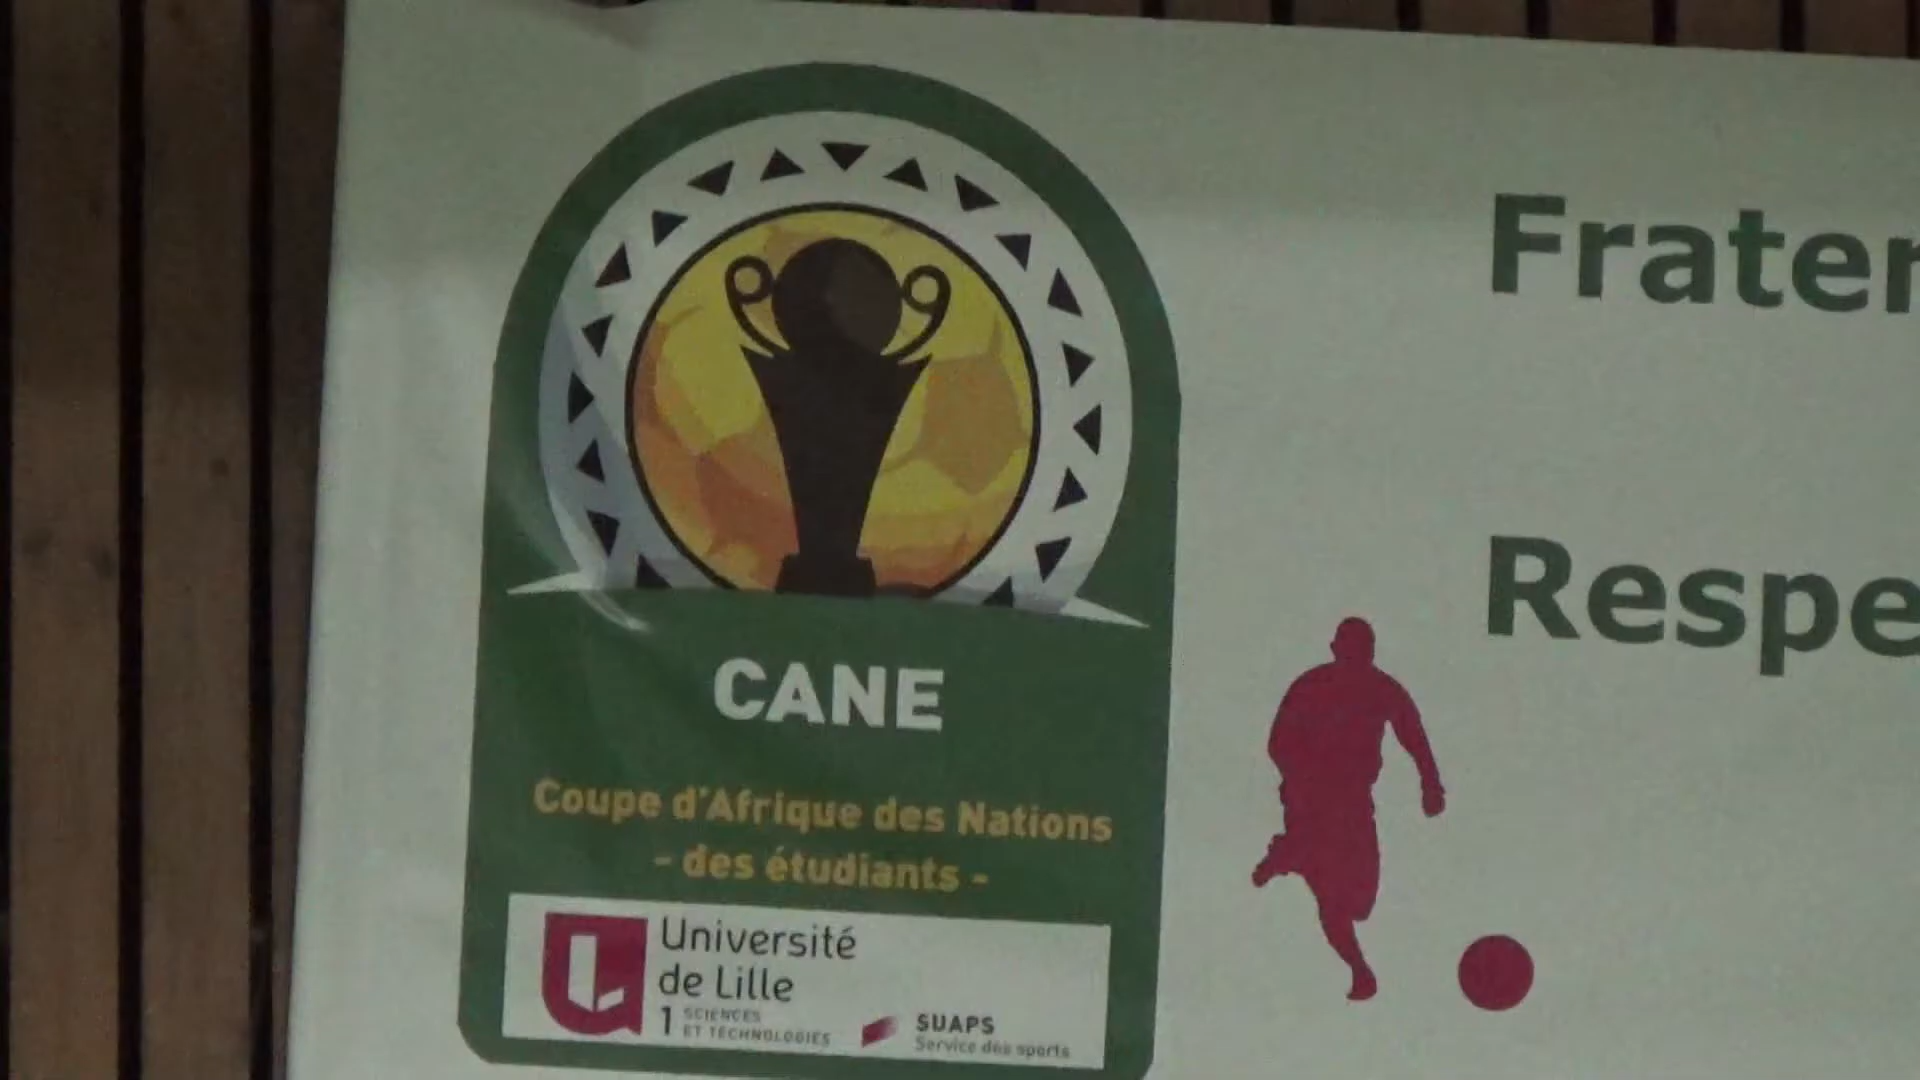 CANE
Coupe d'Afrique des Nations
- des étudiants -
Université
de Lille
1 SCIENCES
ET TECHNOLOGIES
SUAPS
Service des sports
Frater
Respe